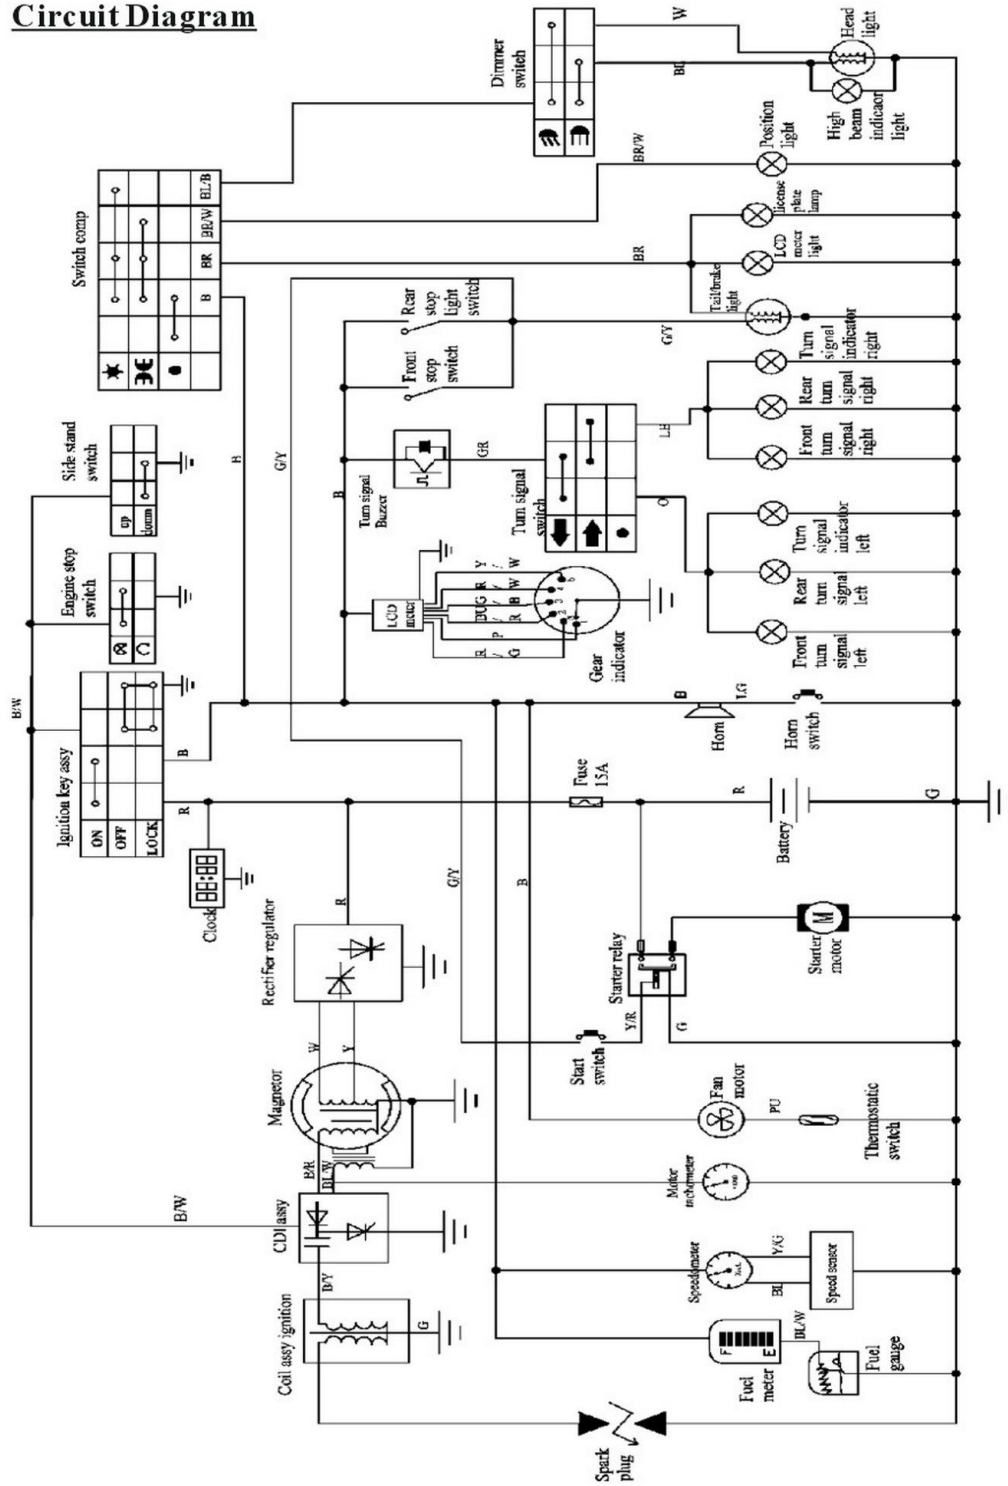 Circuit Diagram
Dimmer
switch
W
BL
Head
light
High
beam
indicaor
light
Switch comp
BL/B
BR/W
BR
B
BR/W
Position
light
license
plate
lamp
BR
LCD
meter
light
Tail/brake
light
Rear
stop
light
switch
Front
stop
switch
G/Y
Turn
signal
indicator
right
Rear
turn
signal
right
Front
turn
signal
right
Side stand
switch
up
B
G/Y
B
Turn signal
Buzzer
GR
Turn signal
switch
O
Turn
signal
indicator
left
Rear
turn
signal
left
Front
turn
signal
left
Engine stop
switch
LCD
meter
Y / W
R / W
P
R / G
1
2
3
4
Gear
indicator
B/W
Ignition key assy
ON
OFF
LOCK
B
R
B
LG
Horn
Horn
switch
Clock
88:88
Fuse
15A
R
Battery
G
Rectifier regulator
R
G/Y
B
Starter relay
Y/R
G
Starter
motor
M
Start
switch
Magnetor
W
Y
Fan
motor
PU
Thermostatic
switch
B/W
B/R
BL/W
CDI assy
Motor
tachometer
B/Y
Speedometer
Y/G
BL
Speed sensor
Coil assy ignition
G
F
E
Fuel
meter
BL/W
Fuel
gauge
Spark
plug